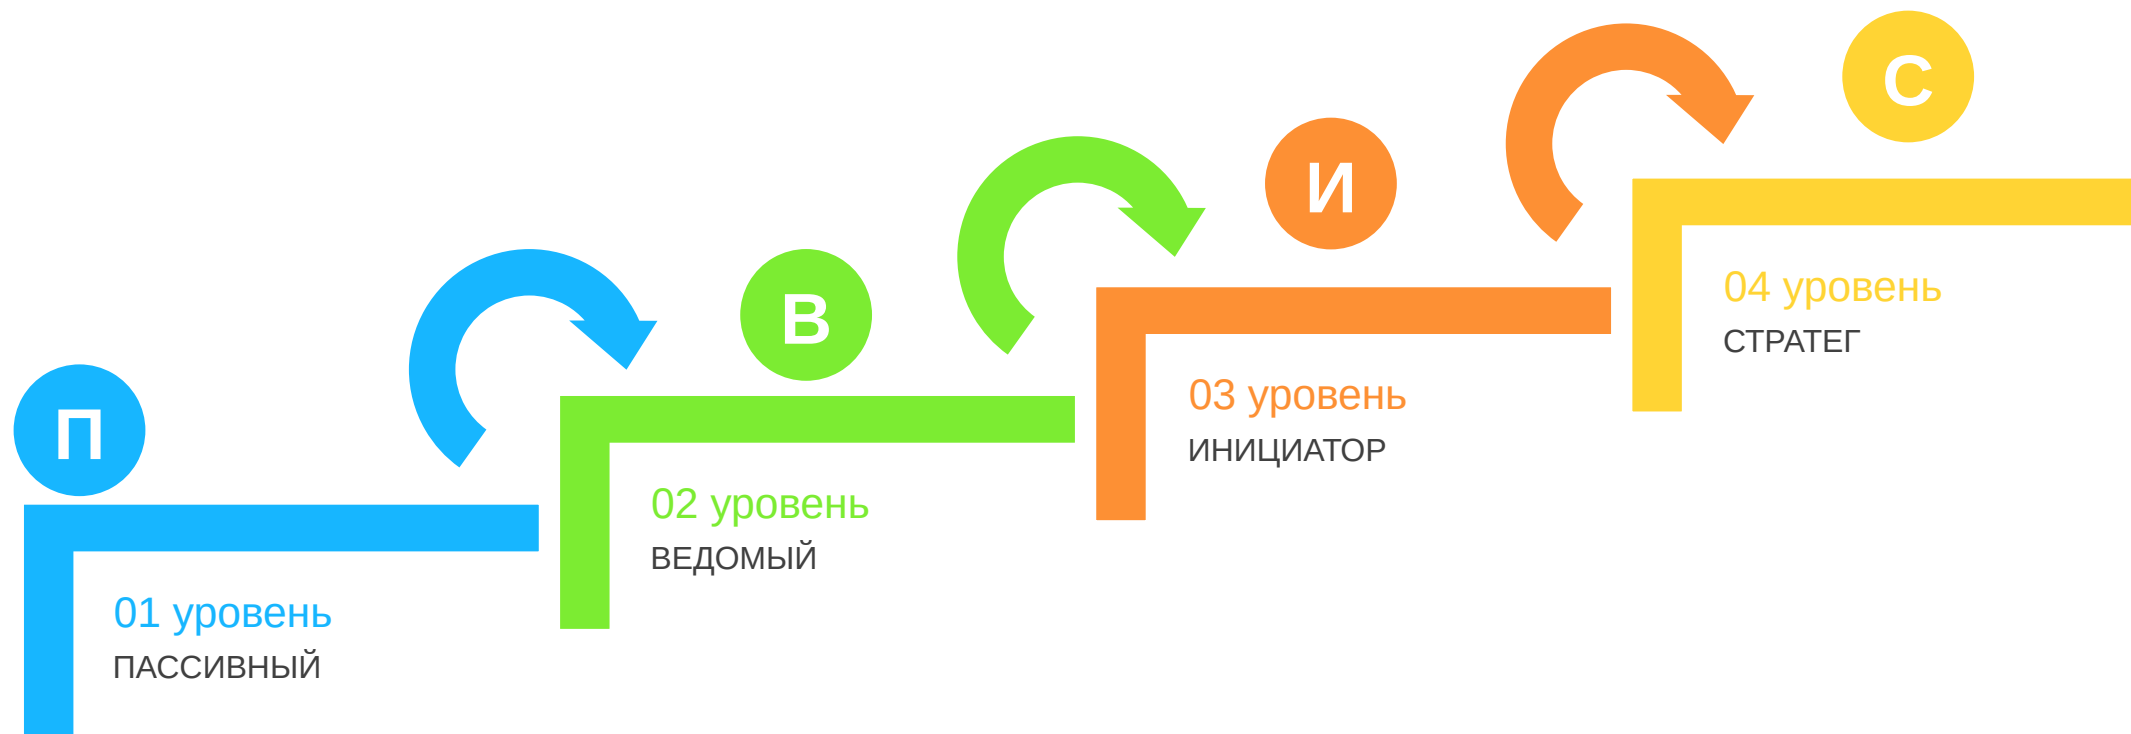 П
01 уровень
ПАССИВНЫЙ
В
02 уровень
ВЕДОМЫЙ
И
03 уровень
ИНИЦИАТОР
С
04 уровень
СТРАТЕГ